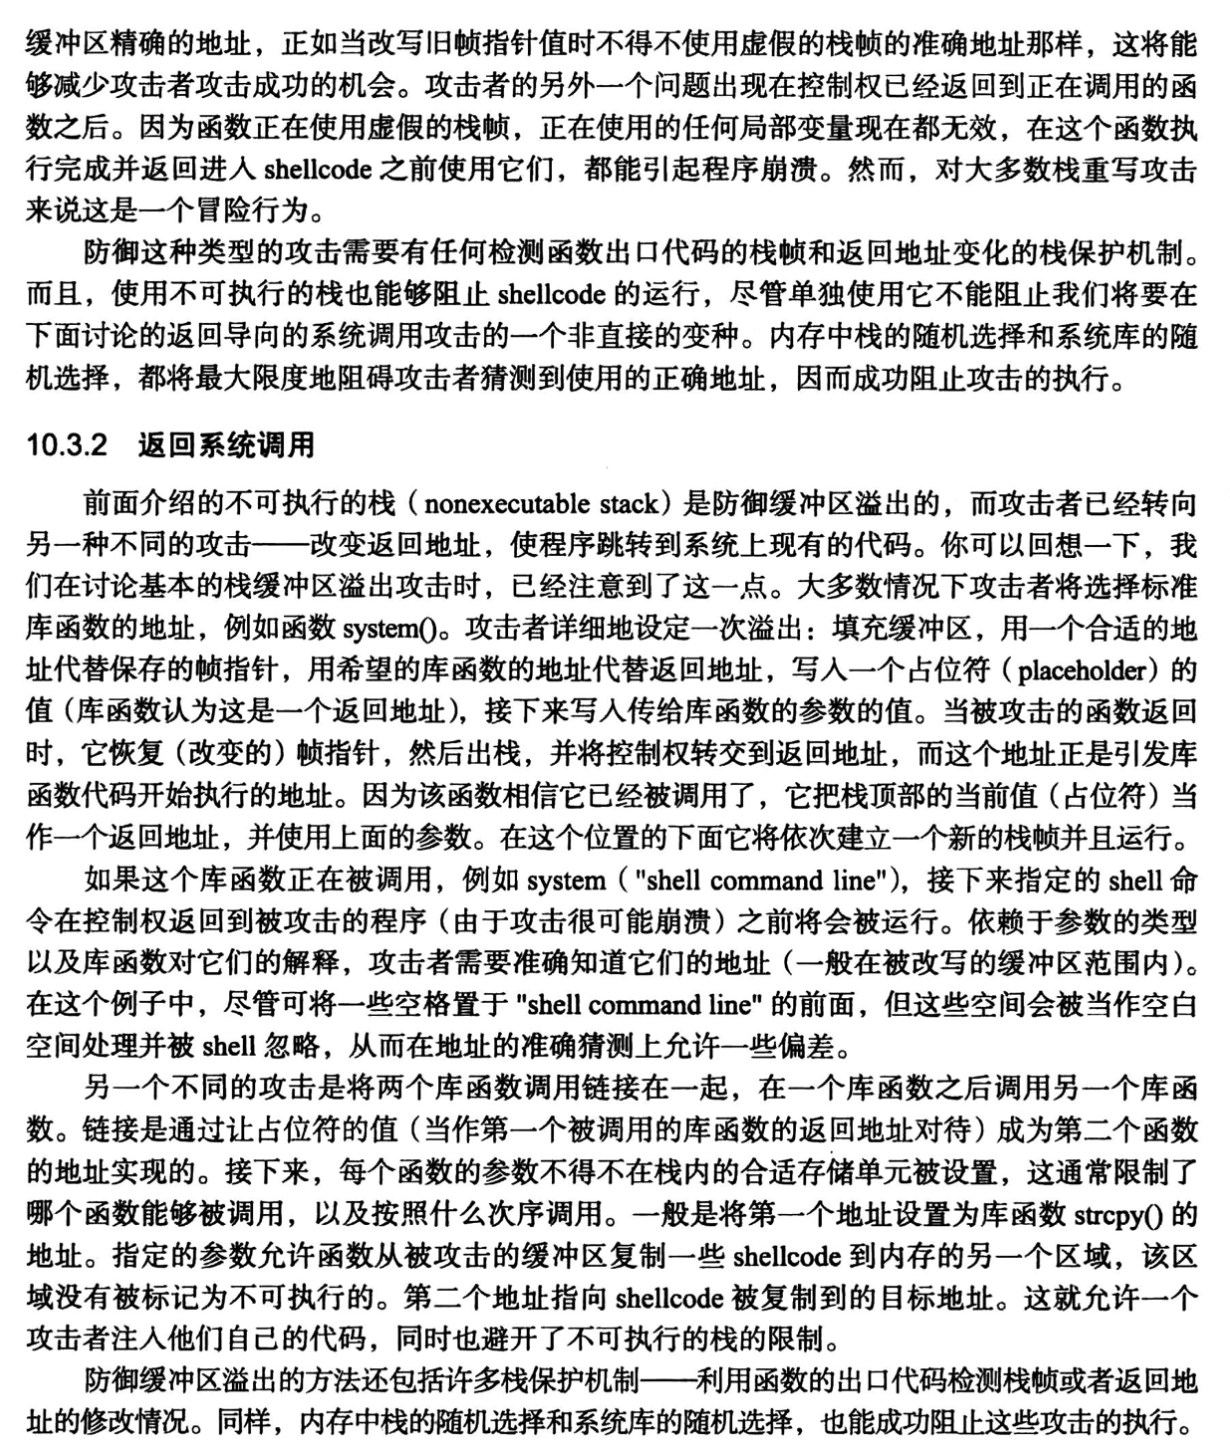 缓冲区精确的地址，正如当改写旧帧指针值时不得不使用虚假的栈帧的准确地址那样，这将能
够减少攻击者攻击成功的机会。攻击者的另外一个问题出现在控制权已经返回到正在调用的函
数之后。因为函数正在使用虚假的栈帧，正在使用的任何局部变量现在都无效，在这个函数执
行完成并返回进入 shellcode 之前使用它们，都能引起程序崩溃。然而，对大多数栈重写攻击
来说这是一个冒险行为。
防御这种类型的攻击需要有任何检测函数出口代码的栈帧和返回地址变化的栈保护机制。
而且，使用不可执行的栈也能够阻止 shellcode 的运行，尽管单独使用它不能阻止我们将要在
下面讨论的返回导向的系统调用攻击的一个非直接的变种。内存中栈的随机选择和系统库的随
机选择，都将最大限度地阻碍攻击者猜测到使用的正确地址，因而成功阻止攻击的执行。
10.3.2 返回系统调用
前面介绍的不可执行的栈（nonexecutable stack）是防御缓冲区溢出的，而攻击者已经转向
另一种不同的攻击——改变返回地址，使程序跳转到系统上现有的代码。你可以回想一下，我
们在讨论基本的栈缓冲区溢出攻击时，已经注意到了这一点。大多数情况下攻击者将选择标准
库函数的地址，例如函数 system()。攻击者详细地设定一次溢出：填充缓冲区，用一个合适的地
址代替保存的帧指针，用希望的库函数的地址代替返回地址，写入一个占位符（placeholder）的
值（库函数认为这是一个返回地址），接下来写入传给库函数的参数的值。当被攻击的函数返回
时，它恢复（改变的）帧指针，然后出栈，并将控制权转交到返回地址，而这个地址正是引发库
函数代码开始执行的地址。因为该函数相信它已经被调用了，它把栈顶部的当前值（占位符）当
作一个返回地址，并使用上面的参数。在这个位置的下面它将依次建立一个新的栈帧并且运行。
如果这个库函数正在被调用，例如 system（"shell command line"），接下来指定的 shell 命
令在控制权返回到被攻击的程序（由于攻击很可能崩溃）之前将会被运行。依赖于参数的类型
以及库函数对它们的解释，攻击者需要准确知道它们的地址（一般在被改写的缓冲区范围内）。
在这个例子中，尽管可将一些空格置于 "shell command line" 的前面，但这些空间会被当作空白
空间处理并被 shell 忽略，从而在地址的准确猜测上允许一些偏差。
另一个不同的攻击是将两个库函数调用链接在一起，在一个库函数之后调用另一个库函
数。链接是通过让占位符的值（当作第一个被调用的库函数的返回地址对待）成为第二个函数
的地址实现的。接下来，每个函数的参数不得不在栈内的合适存储单元被设置，这通常限制了
哪个函数能够被调用，以及按照什么次序调用。一般是将第一个地址设置为库函数 strcpy() 的
地址。指定的参数允许函数从被攻击的缓冲区复制一些 shellcode 到内存的另一个区域，该区
域没有被标记为不可执行的。第二个地址指向 shellcode 被复制到的目标地址。这就允许一个
攻击者注入他们自己的代码，同时也避开了不可执行的栈的限制。
防御缓冲区溢出的方法还包括许多栈保护机制——利用函数的出口代码检测栈帧或者返回地
址的修改情况。同样，内存中栈的随机选择和系统库的随机选择，也能成功阻止这些攻击的执行。